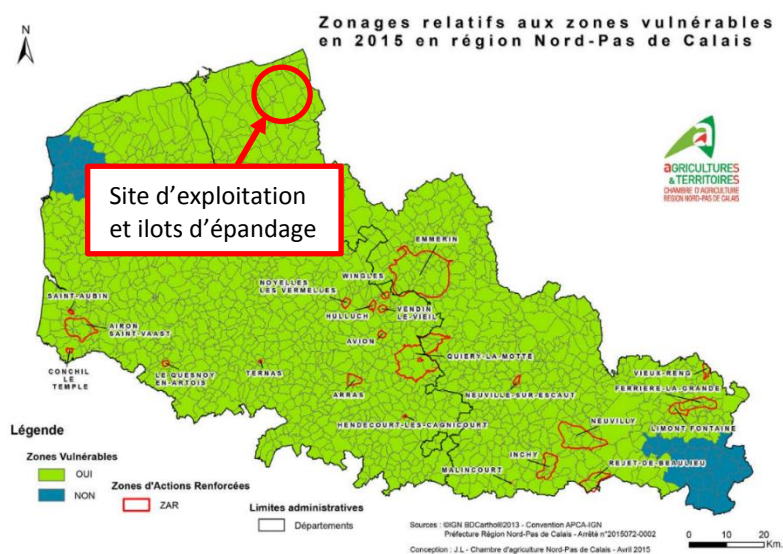 Zonages relatifs aux zones vulnérables
en 2015 en région Nord-Pas de Calais
N
AGRICULTURES
& TERRITOIRES
CHAMBRE D'AGRICULTURE
RÉGION NORD-PAS DE CALAIS
Site d'exploitation
et ilots d'épandage
EMMERIN
WINGLES
NOYELLES
LES VERMELLES
HULLUCH
VENDIN
LE-VIEIL
SAINT-AUBIN
AIRON
SAINT-VAAST
AVION
QUIERY-LA-MOTTE
CONCHIL
LE
TEMPLE
LE QUESNOY
EN-ARTOIS
TERNAS
ARRAS
NEUVILLE-SUR-ESCAUT
VIEUX-RENG
FERRIERE-LA-GRANDE
HENDECOURT-LES-CAGNICOURT
NEUVILLY
LIMONT FONTAINE
INCHY
MALINCOURT
REJET-DE-BEAULIEU
Légende
Zones Vulnérables
OUI
NON
Zones d'Actions Renforcées
ZAR
Limites administratives
Départements
Sources : ©IGN BDCartho®2013 - Convention APCA-IGN
Préfecture Région Nord-Pas de Calais - Arrêté n°2015072-0002
Conception : J.L - Chambre d'agriculture Nord-Pas de Calais - Avril 2015
0 10 20
Km.